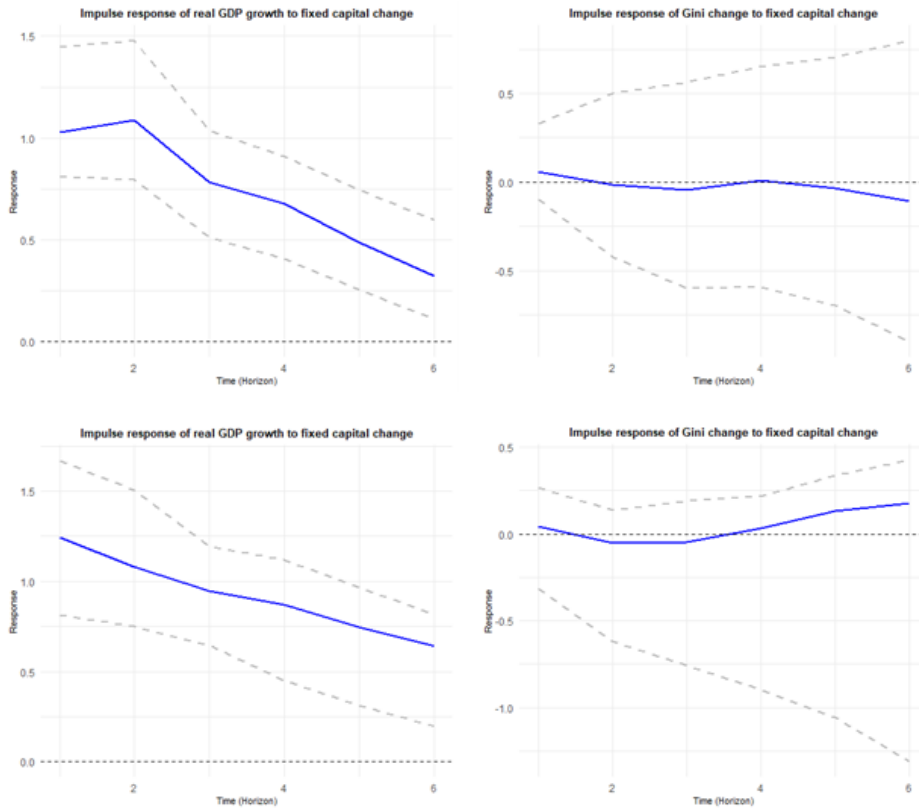 Impulse response of real GDP growth to fixed capital change
1.5
1.0
0.5
0.0
Response
2 4 6
Time (Horizon)
Impulse response of Gini change to fixed capital change
0.5
0.0
-0.5
Response
2 4 6
Time (Horizon)
Impulse response of real GDP growth to fixed capital change
1.5
1.0
0.5
0.0
Response
2 4 6
Time (Horizon)
Impulse response of Gini change to fixed capital change
0.5
0.0
-0.5
-1.0
Response
2 4 6
Time (Horizon)